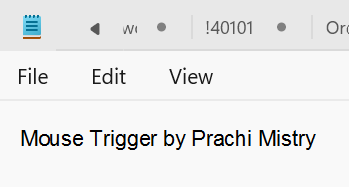 !40101
File Edit View
Mouse Trigger by Prachi Mistry